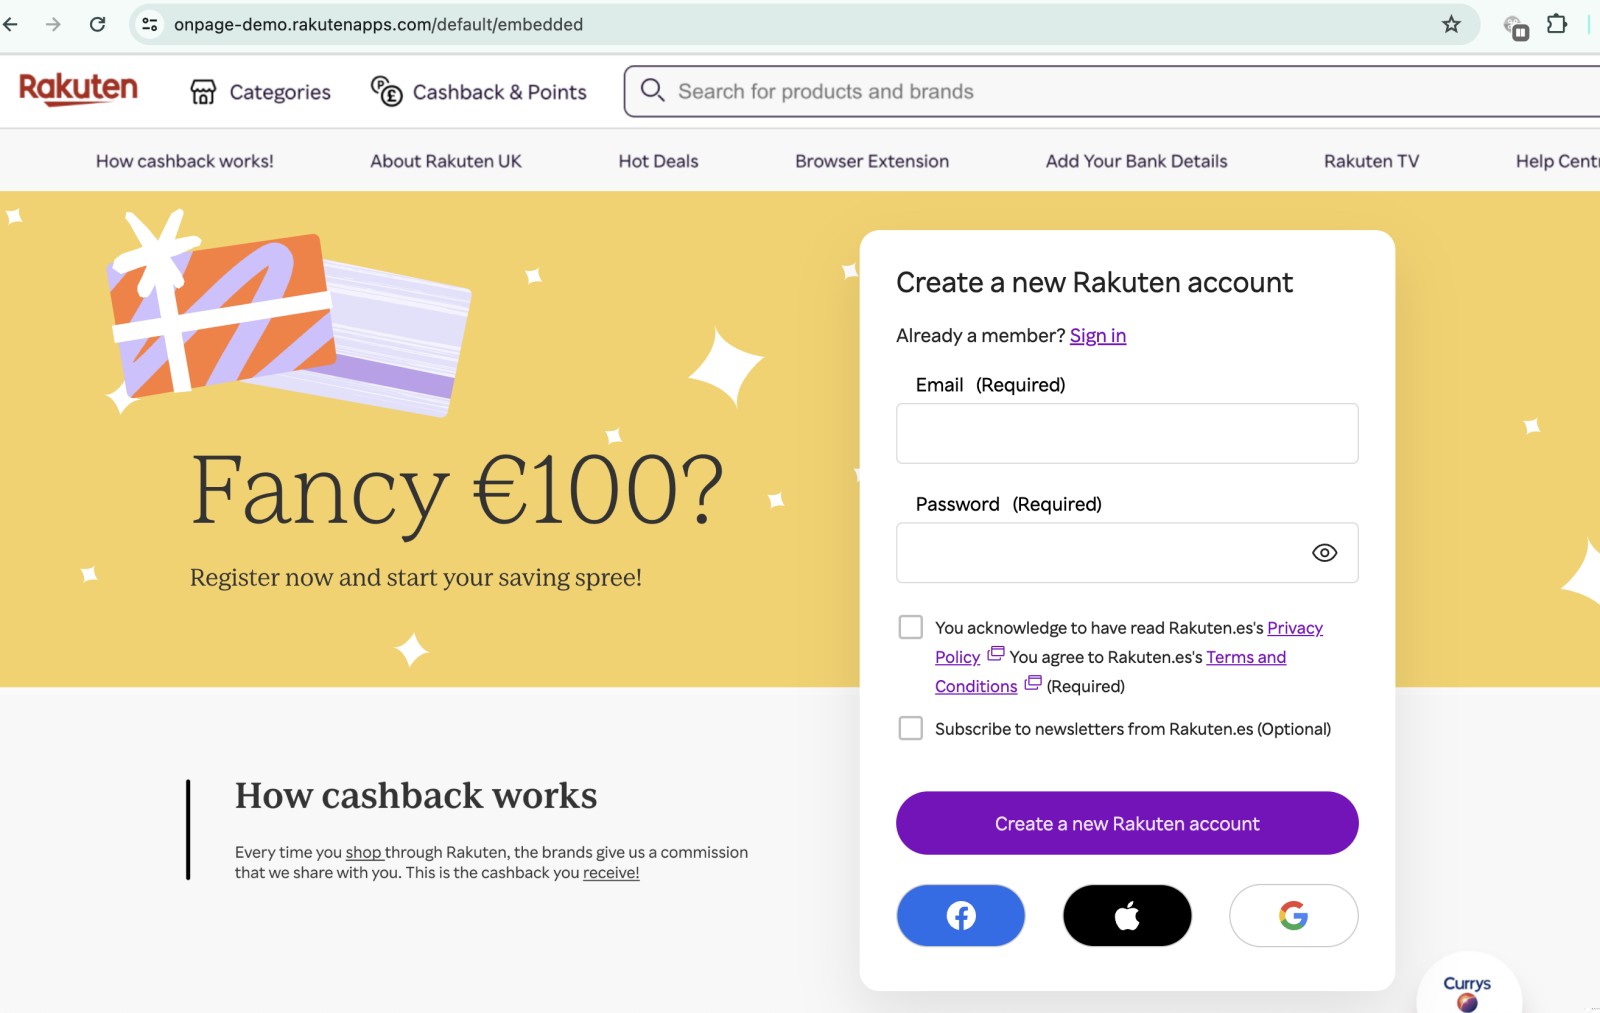 onpage-demo.rakutenapps.com/default/embedded
Rakuten
Categories
Cashback & Points
Search for products and brands
How cashback works!
About Rakuten UK
Hot Deals
Browser Extension
Add Your Bank Details
Rakuten TV
Help Cent
Fancy €100?
Register now and start your saving spree!
Create a new Rakuten account
Already a member? Sign in
Email (Required)
Password (Required)
You acknowledge to have read Rakuten.es's Privacy
Policy You agree to Rakuten.es's Terms and
Conditions (Required)
Subscribe to newsletters from Rakuten.es (Optional)
Create a new Rakuten account
How cashback works
Every time you shop through Rakuten, the brands give us a commission
that we share with you. This is the cashback you receive!
Currys